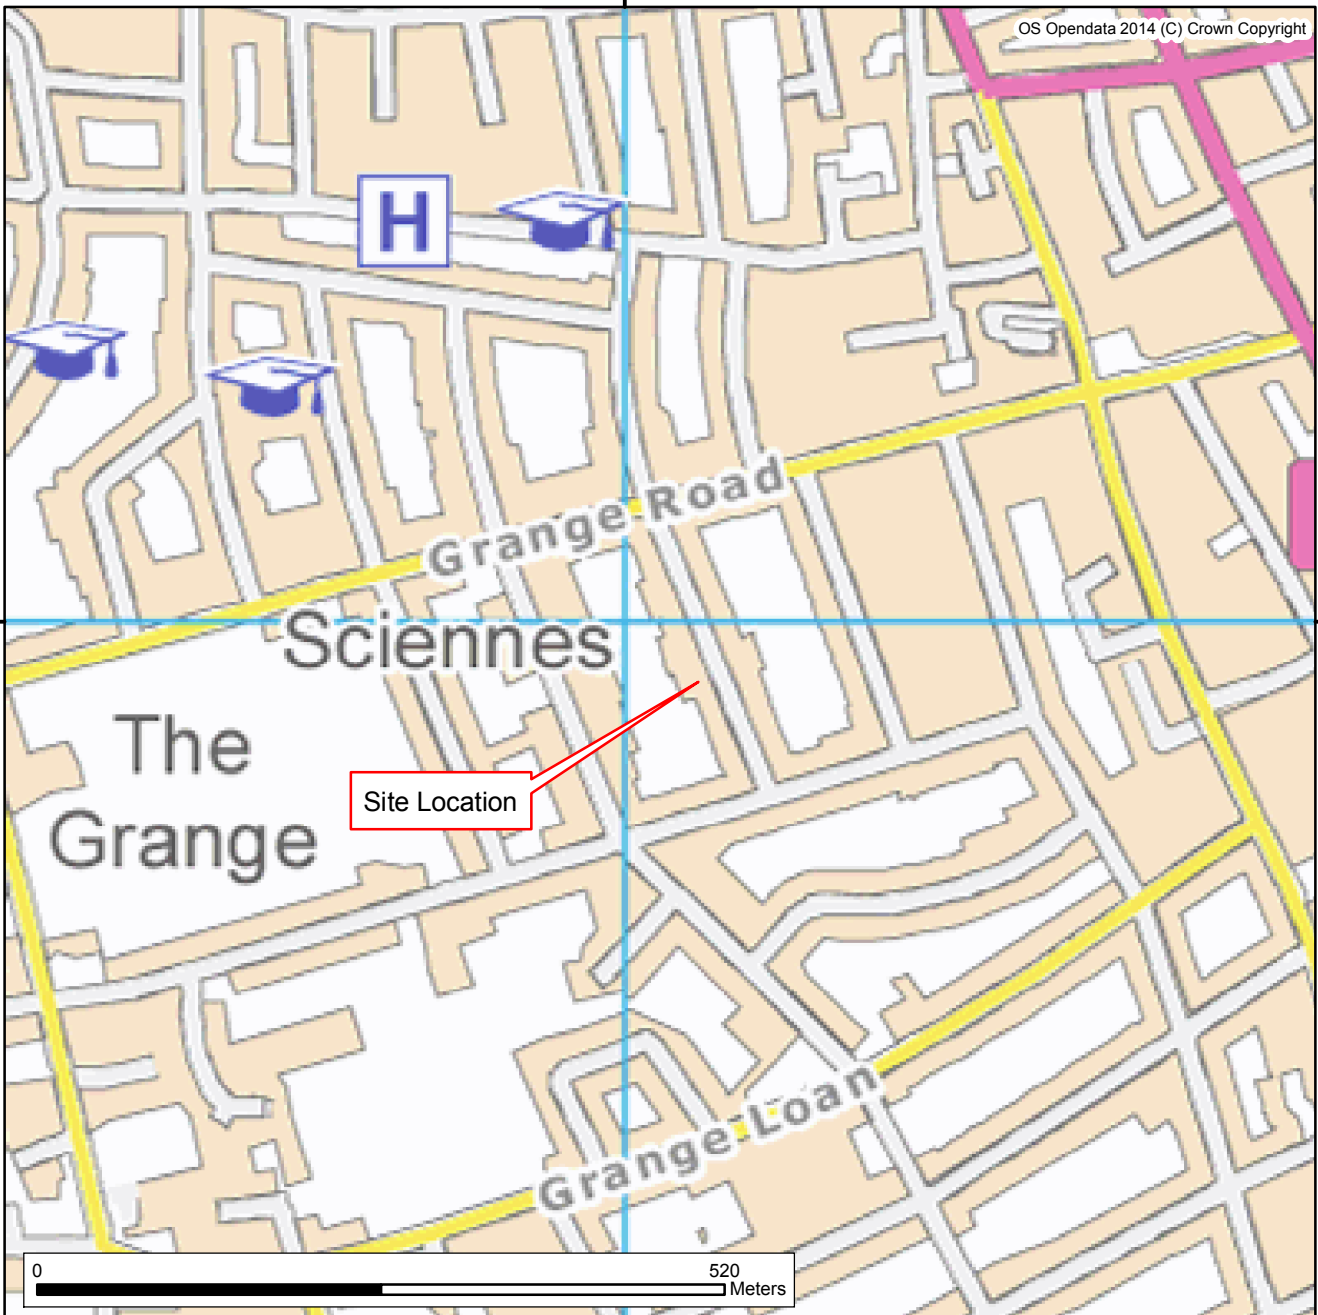 OS Opendata 2014 (C) Crown Copyright
H
Grange Road
Sciennes
The
Grange
Site Location
Grange Loan
0
520
Meters